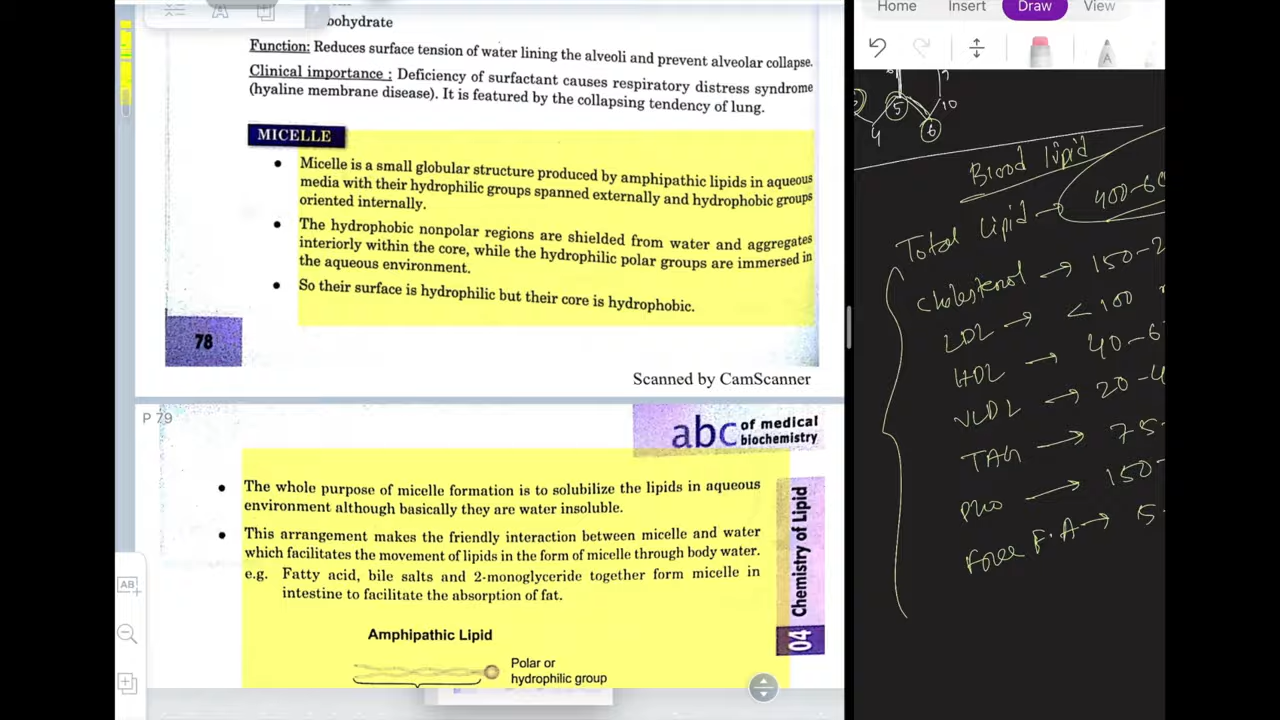 bohydrate
Function: Reduces surface tension of water lining the alveoli and prevent alveolar collapse.
Clinical importance : Deficiency of surfactant causes respiratory distress syndrome
(hyaline membrane disease). It is featured by the collapsing tendency of lung.
MICELLE
• Micelle is a small globular structure produced by amphipathic lipids in aqueous
media with their hydrophilic groups spanned externally and hydrophobic groups
oriented internally.
• The hydrophobic nonpolar regions are shielded from water and aggregates
interiorly within the core, while the hydrophilic polar groups are immersed in
the aqueous environment.
• So their surface is hydrophilic but their core is hydrophobic.
78
Scanned by CamScanner
P 79
abc of medical
biochemistry
• The whole purpose of micelle formation is to solubilize the lipids in aqueous
environment although basically they are water insoluble.
• This arrangement makes the friendly interaction between micelle and water
which facilitates the movement of lipids in the form of micelle through body water.
e.g. Fatty acid, bile salts and 2-monoglyceride together form micelle in
intestine to facilitate the absorption of fat.
Amphipathic Lipid
Polar or
hydrophilic group
04 Chemistry of Lipid
AB
Home Insert Draw View
A
4 5 6 10
Blood lipid
Total lipid → 400-60
Cholesterol → 150-2
LDL → < 100
HDL → 40-6
VLDL → 20-4
TAG → 75-
PLO → 150-
Free F.A → 5-